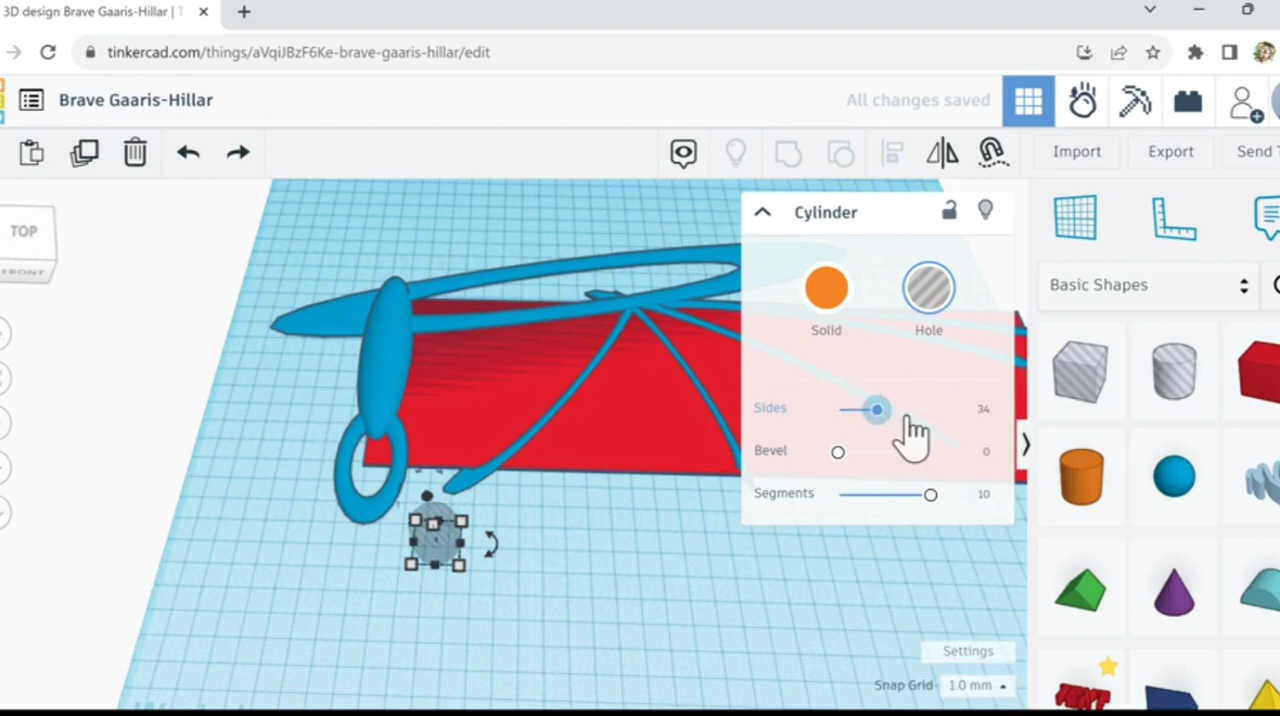 3D design Brave Gaaris-Hillar | T
tinkercad.com/things/aVqiJBzF6Ke-brave-gaaris-hillar/edit
Brave Gaaris-Hillar
All changes saved
Import
Export
Send T
TOP
FRONT
Cylinder
Solid
Hole
Sides
34
Bevel
0
Segments
10
Basic Shapes
Settings
Snap Grid
1.0 mm